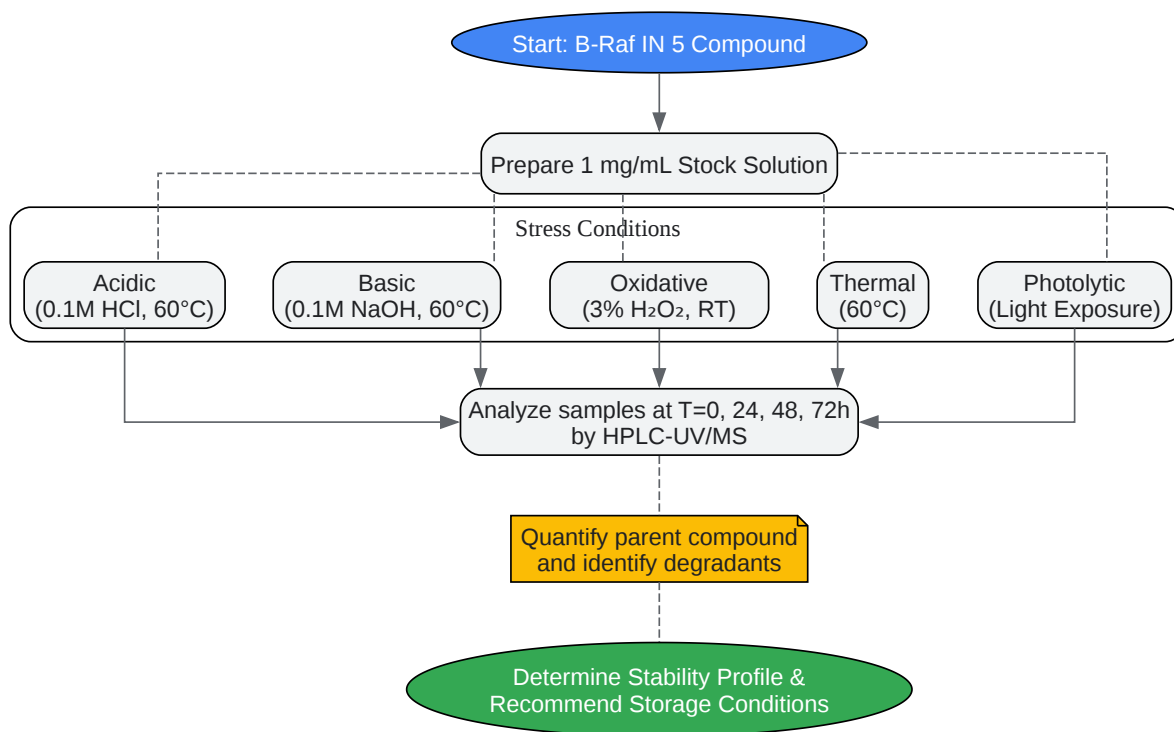 Start: B-Raf IN 5 Compound
Prepare 1 mg/mL Stock Solution
Stress Conditions
Acidic
(0.1M HCl, 60°C)
Basic
(0.1M NaOH, 60°C)
Oxidative
(3% H₂O₂, RT)
Thermal
(60°C)
Photolytic
(Light Exposure)
Analyze samples at T=0, 24, 48, 72h
by HPLC-UV/MS
Quantify parent compound
and identify degradants
Determine Stability Profile &
Recommend Storage Conditions